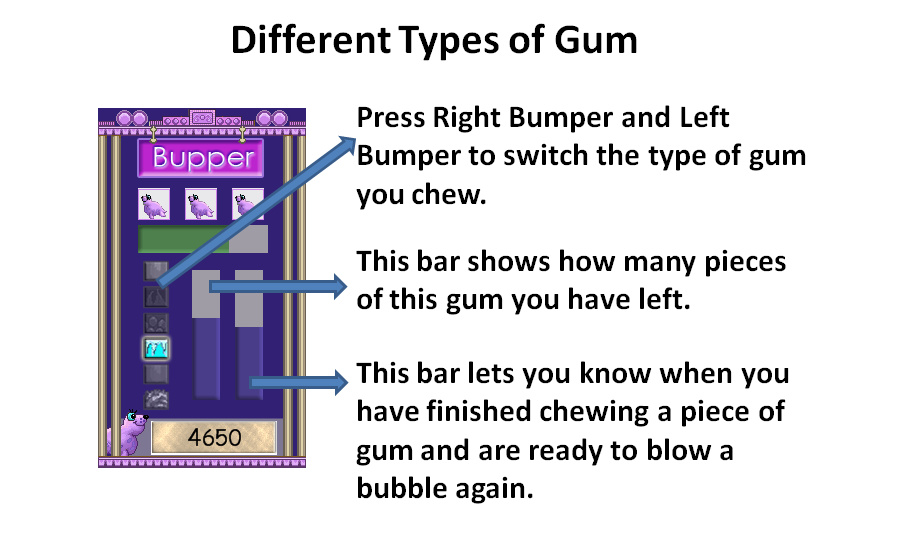 Different Types of Gum
Bupper
4650
Press Right Bumper and Left
Bumper to switch the type of gum
you chew.
This bar shows how many pieces
of this gum you have left.
This bar lets you know when you
have finished chewing a piece of
gum and are ready to blow a
bubble again.